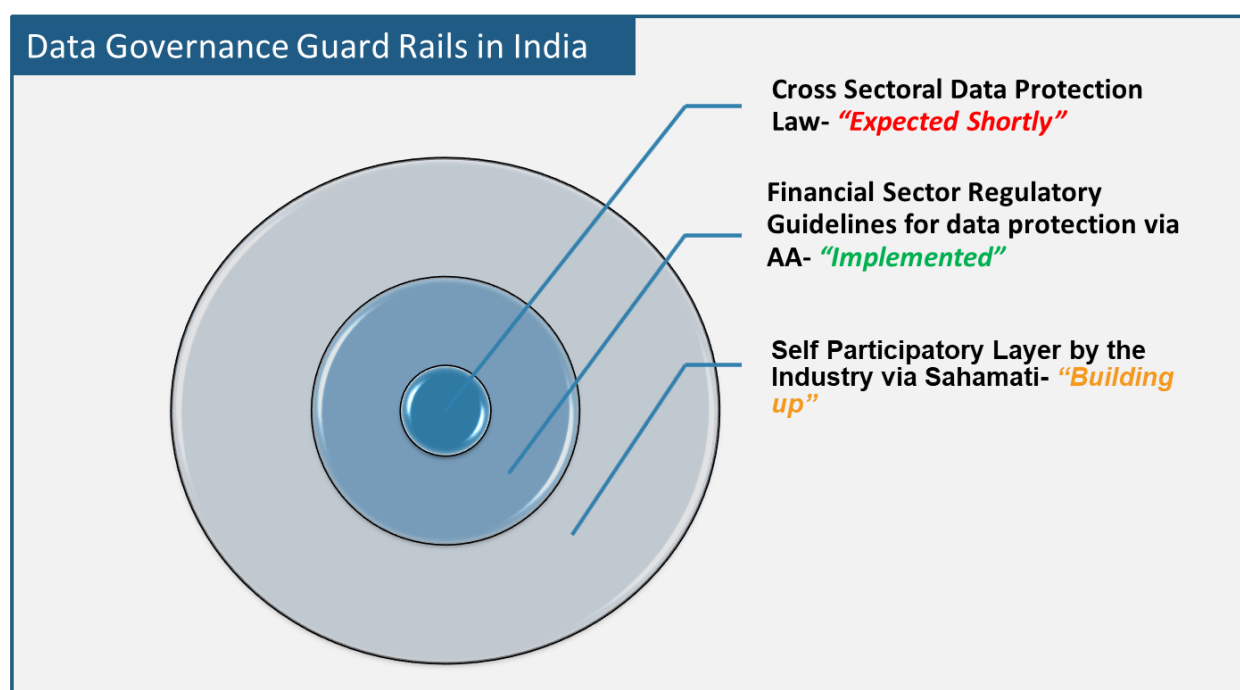 Data Governance Guard Rails in India
Cross Sectoral Data Protection
Law- “Expected Shortly”
Financial Sector Regulatory
Guidelines for data protection via
AA- “Implemented”
Self Participatory Layer by the
Industry via Sahamati- “Building
up”